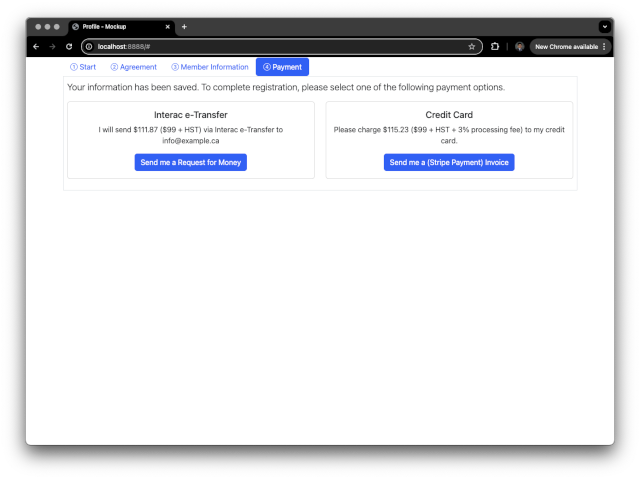 Profile - Mockup
localhost:8888/#
New Chrome available
1 Start
2 Agreement
3 Member Information
4 Payment
Your information has been saved. To complete registration, please select one of the following payment options.
Interac e-Transfer
I will send $111.87 ($99 + HST) via Interac e-Transfer to
info@example.ca
Send me a Request for Money
Credit Card
Please charge $115.23 ($99 + HST + 3% processing fee) to my credit
card.
Send me a (Stripe Payment) Invoice